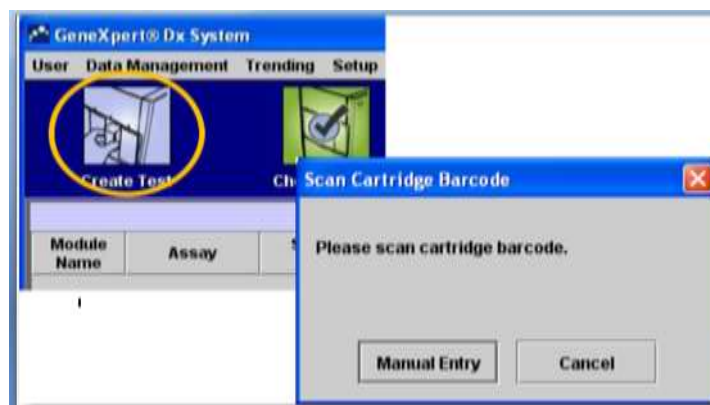 GeneXpert® Dx System
User Data Management Trending Setup
Create Test
Scan Cartridge Barcode
Please scan cartridge barcode.
Module Name
Assay
Manual Entry
Cancel